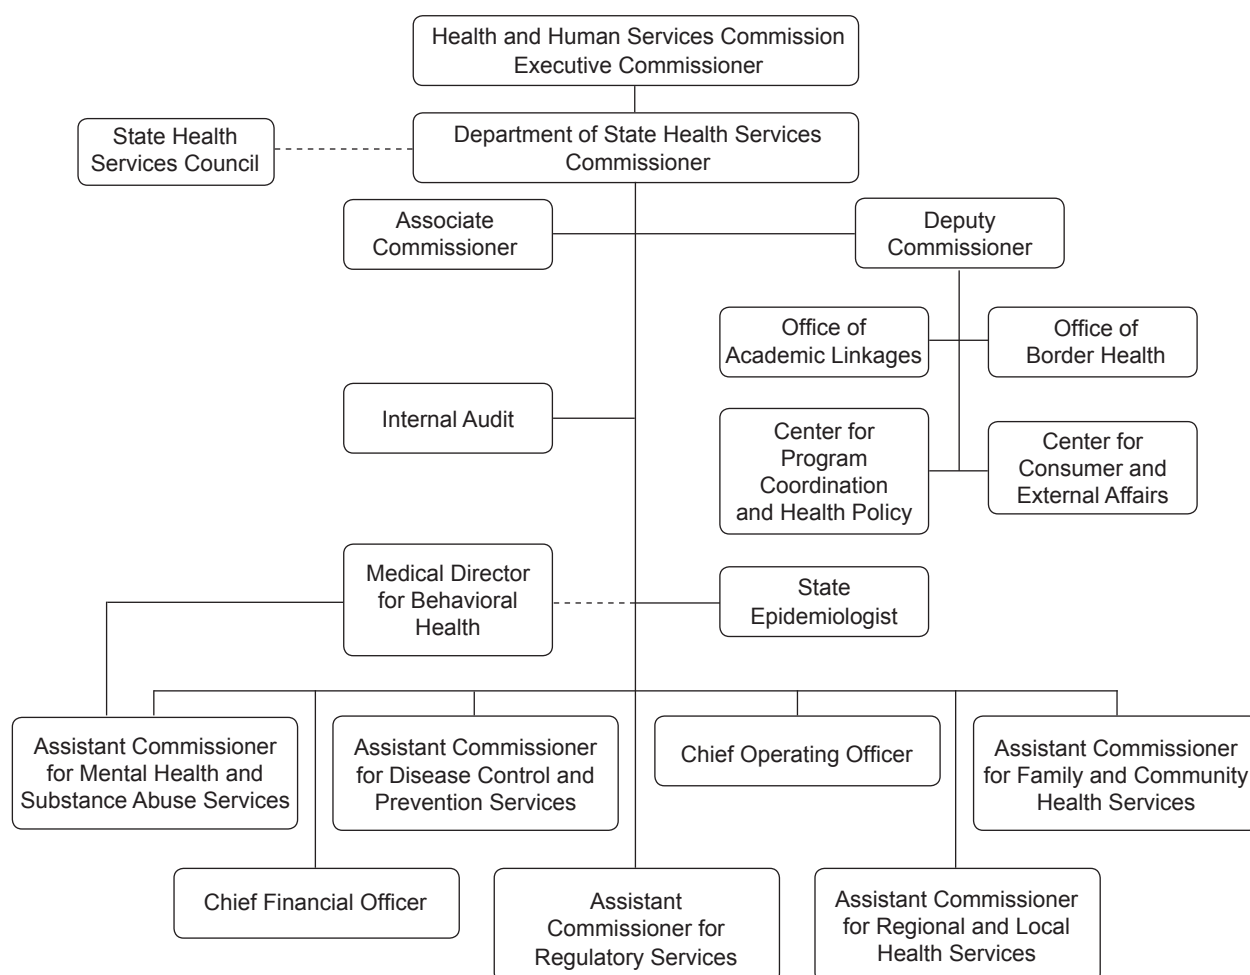 Health and Human Services Commission
Executive Commissioner
State Health
Services Council
Department of State Health Services
Commissioner
Associate
Commissioner
Deputy
Commissioner
Office of
Academic Linkages
Office of
Border Health
Internal Audit
Center for
Program
Coordination
and Health Policy
Center for
Consumer and
External Affairs
Medical Director
for Behavioral
Health
State
Epidemiologist
Assistant Commissioner
for Mental Health and
Substance Abuse Services
Assistant Commissioner
for Disease Control and
Prevention Services
Chief Operating Officer
Assistant Commissioner
for Family and Community
Health Services
Chief Financial Officer
Assistant
Commissioner for
Regulatory Services
Assistant Commissioner
for Regional and Local
Health Services